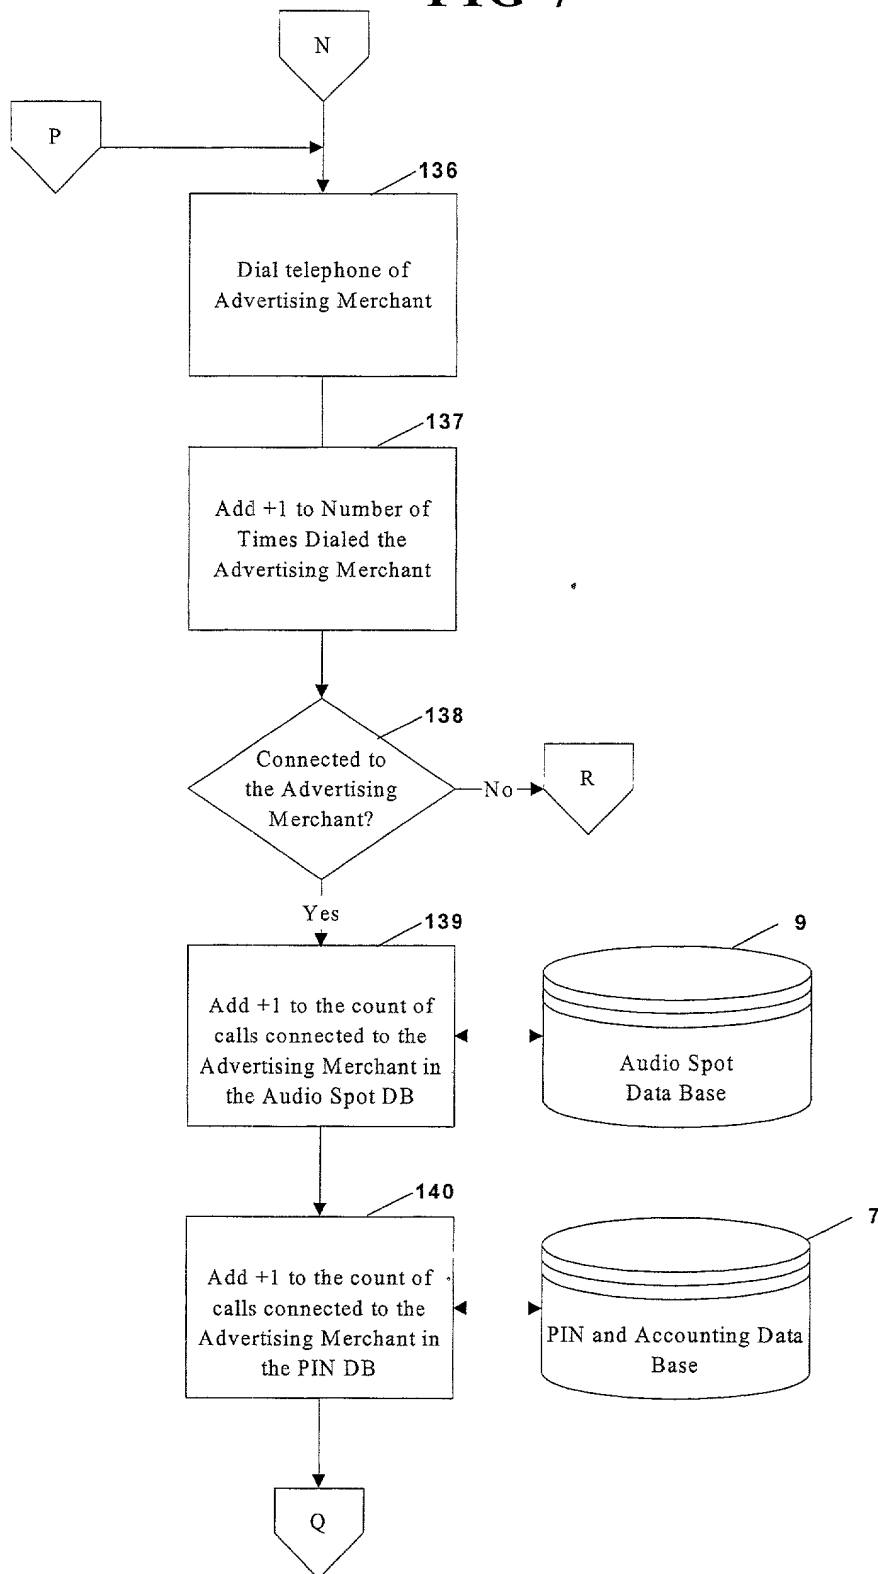 FIG 7
N
P
136
Dial telephone of
Advertising Merchant
137
Add +1 to Number of
Times Dialed the
Advertising Merchant
138
Connected to
the Advertising
Merchant?
No
R
Yes
139
9
Add +1 to the count of
calls connected to the
Advertising Merchant in
the Audio Spot DB
Audio Spot
Data Base
140
7
Add +1 to the count of
calls connected to the
Advertising Merchant in
the PIN DB
PIN and Accounting Data
Base
Q